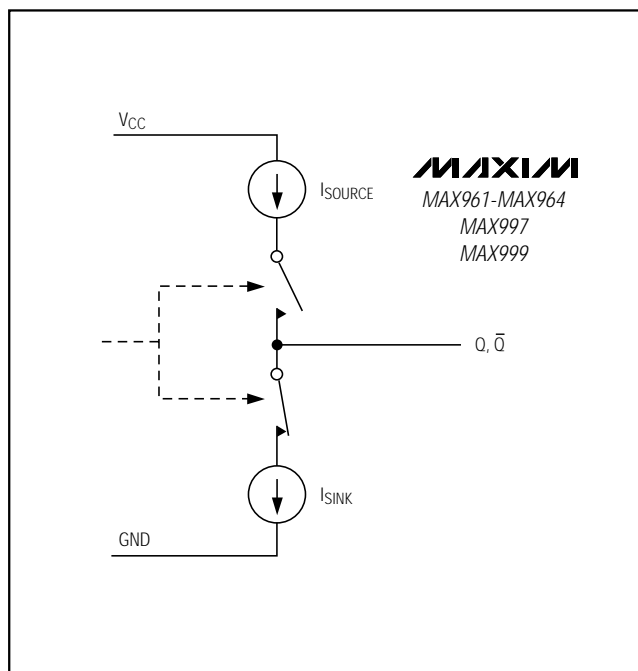 VCC
ISOURCE
MAXIM
MAX961-MAX964
MAX997
MAX999
Q, Q̅
ISINK
GND